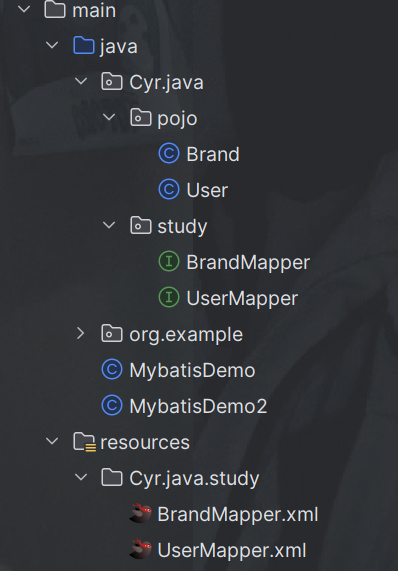 main
java
Cyr.java
pojo
C Brand
C User
study
I BrandMapper
I UserMapper
org.example
C MybatisDemo
C MybatisDemo2
resources
Cyr.java.study
BrandMapper.xml
UserMapper.xml